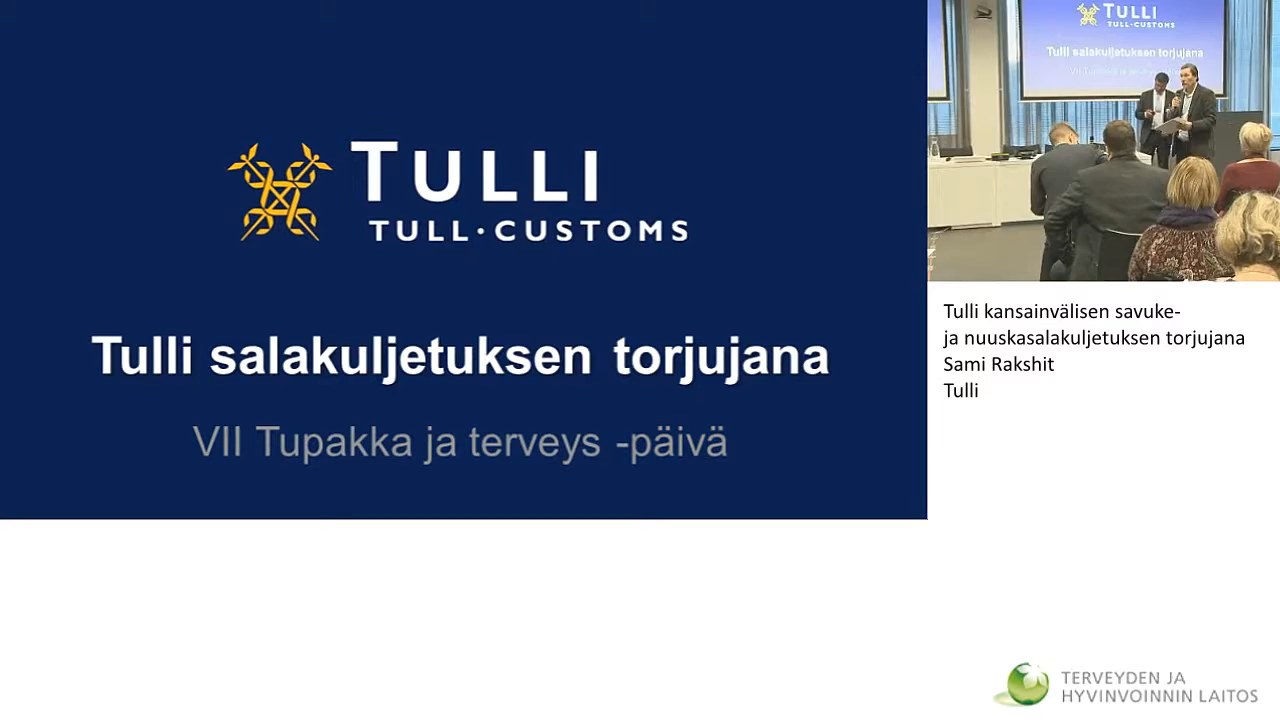 TULLI
TULL·CUSTOMS
Tulli salakuljetuksen torjujana
VII Tupakka ja terveys -päivä
TULLI
TULL·CUSTOMS
Tulli salakuljetuksen torjujana
Tulli kansainvälisen savuke-
ja nuuskasalakuljetuksen torjujana
Sami Rakshit
Tulli
TERVEYDEN JA
HYVINVOINNIN LAITOS